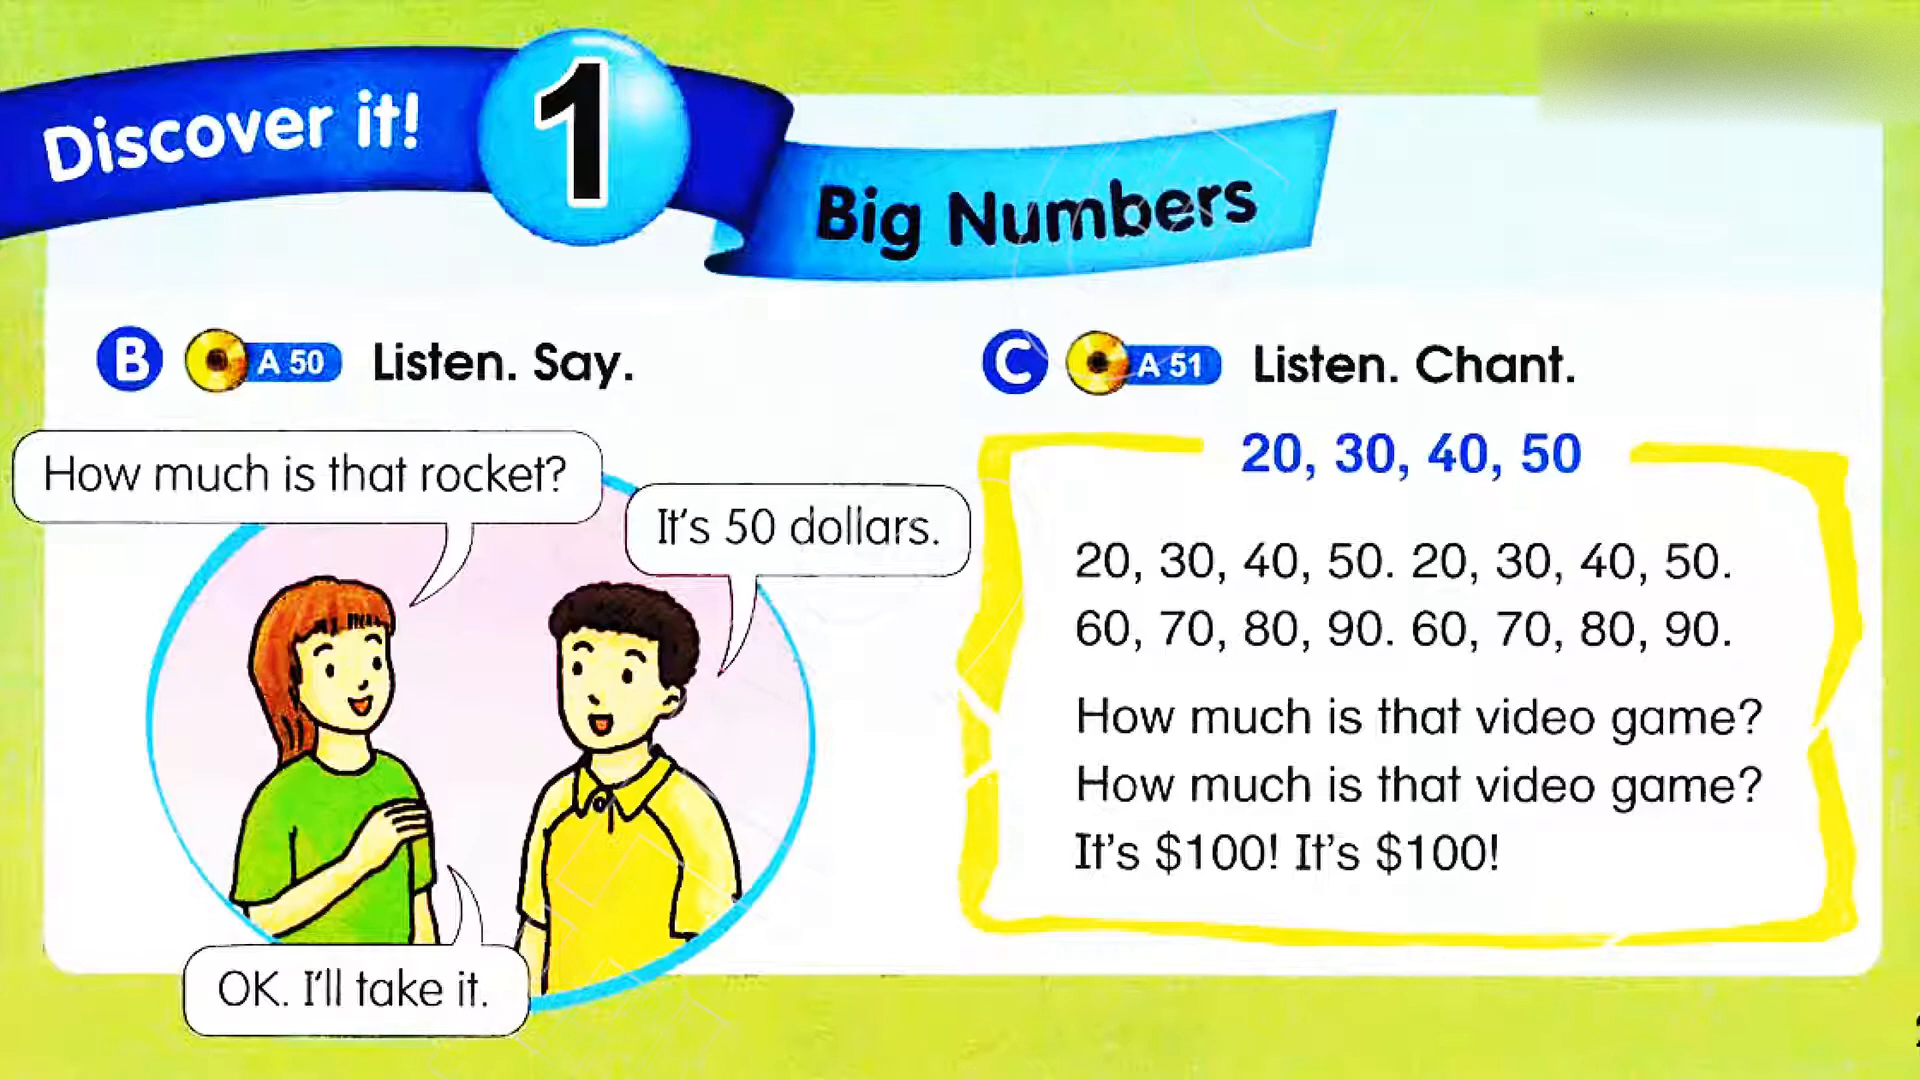 Discover it!
1
Big Numbers
B
A 50
Listen. Say.
How much is that rocket?
It's 50 dollars.
OK. I'll take it.
C
A 51
Listen. Chant.
20, 30, 40, 50
20, 30, 40, 50. 20, 30, 40, 50.
60, 70, 80, 90. 60, 70, 80, 90.
How much is that video game?
How much is that video game?
It's $100! It's $100!